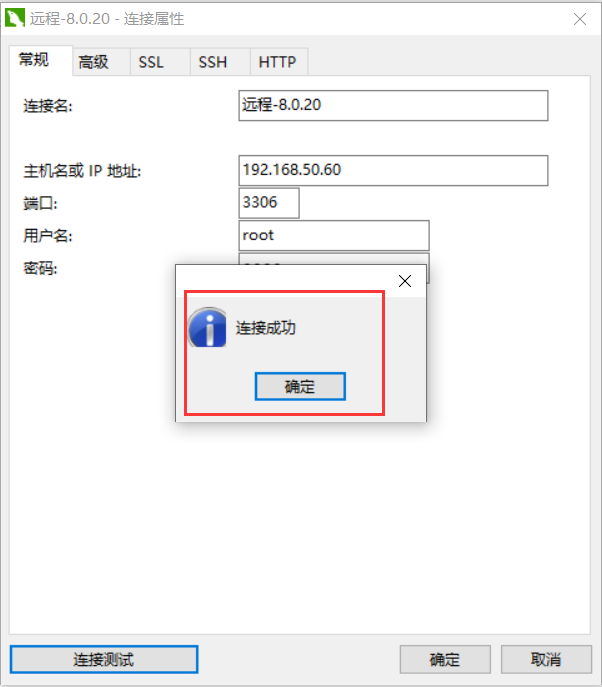 远程-8.0.20 - 连接属性
常规 高级 SSL SSH HTTP
连接名: 远程-8.0.20
主机名或 IP 地址: 192.168.50.60
端口: 3306
用户名: root
密码:
连接成功
确定
连接测试 确定 取消